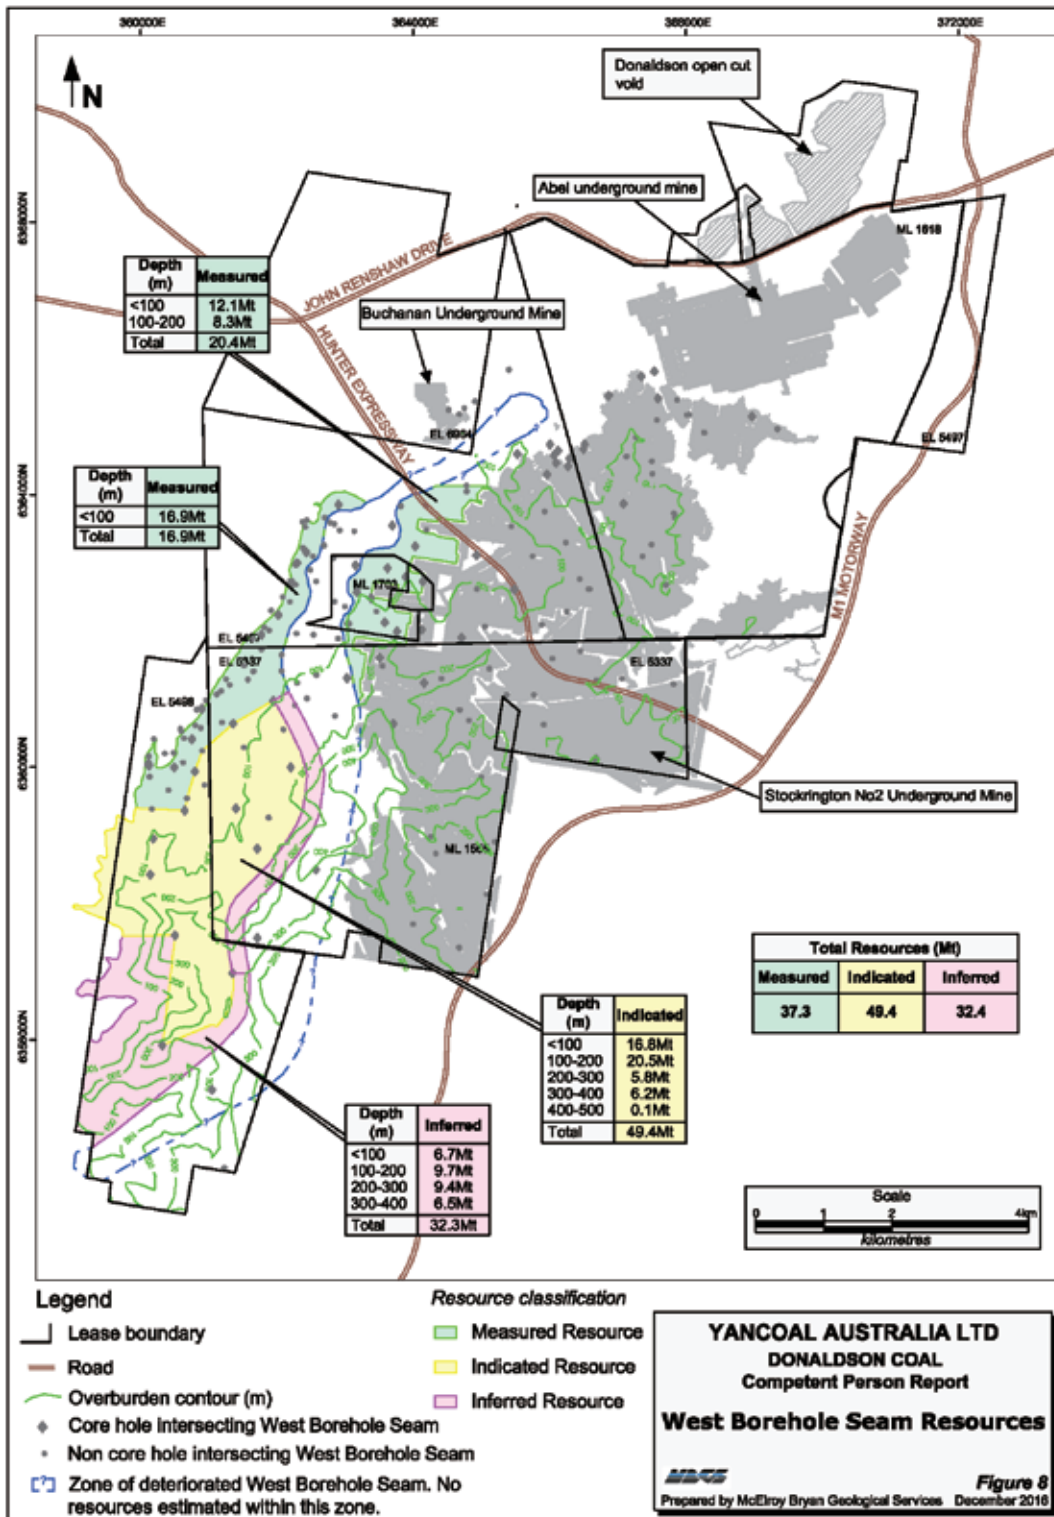 360000E
364000E
368000E
372000E
N
Donaldson open cut
void
Abel underground mine
6368000N
ML 1618
JOHN RENSHAW DRIVE
Depth
(m)
Measured
<100 12.1Mt
100-200 8.3Mt
Total 20.4Mt
Buchanan Underground Mine
HUNTER EXPRESSWAY
EL 6964
EL 5497
6364000N
Depth
(m)
Measured
<100 16.9Mt
Total 16.9Mt
ML 1703
M1 MOTORWAY
EL 5497
EL 5337
EL 5337
EL 5498
6360000N
Stockrington No2 Underground Mine
Total Resources (Mt)
Measured Indicated Inferred
37.3 49.4 32.4
Depth
(m)
Indicated
<100 16.8Mt
100-200 20.5Mt
200-300 5.8Mt
300-400 6.2Mt
400-500 0.1Mt
Total 49.4Mt
Depth
(m)
Inferred
<100 6.7Mt
100-200 9.7Mt
200-300 9.4Mt
300-400 6.5Mt
Total 32.3Mt
Scale
0 1 2 4km
kilometres
Legend
Lease boundary
Road
Overburden contour (m)
Core hole intersecting West Borehole Seam
Non core hole intersecting West Borehole Seam
Zone of deteriorated West Borehole Seam. No
resources estimated within this zone.
Resource classification
Measured Resource
Indicated Resource
Inferred Resource
YANCOAL AUSTRALIA LTD
DONALDSON COAL
Competent Person Report
West Borehole Seam Resources
MBGS
Figure 8
Prepared by McElroy Bryan Geological Services December 2016